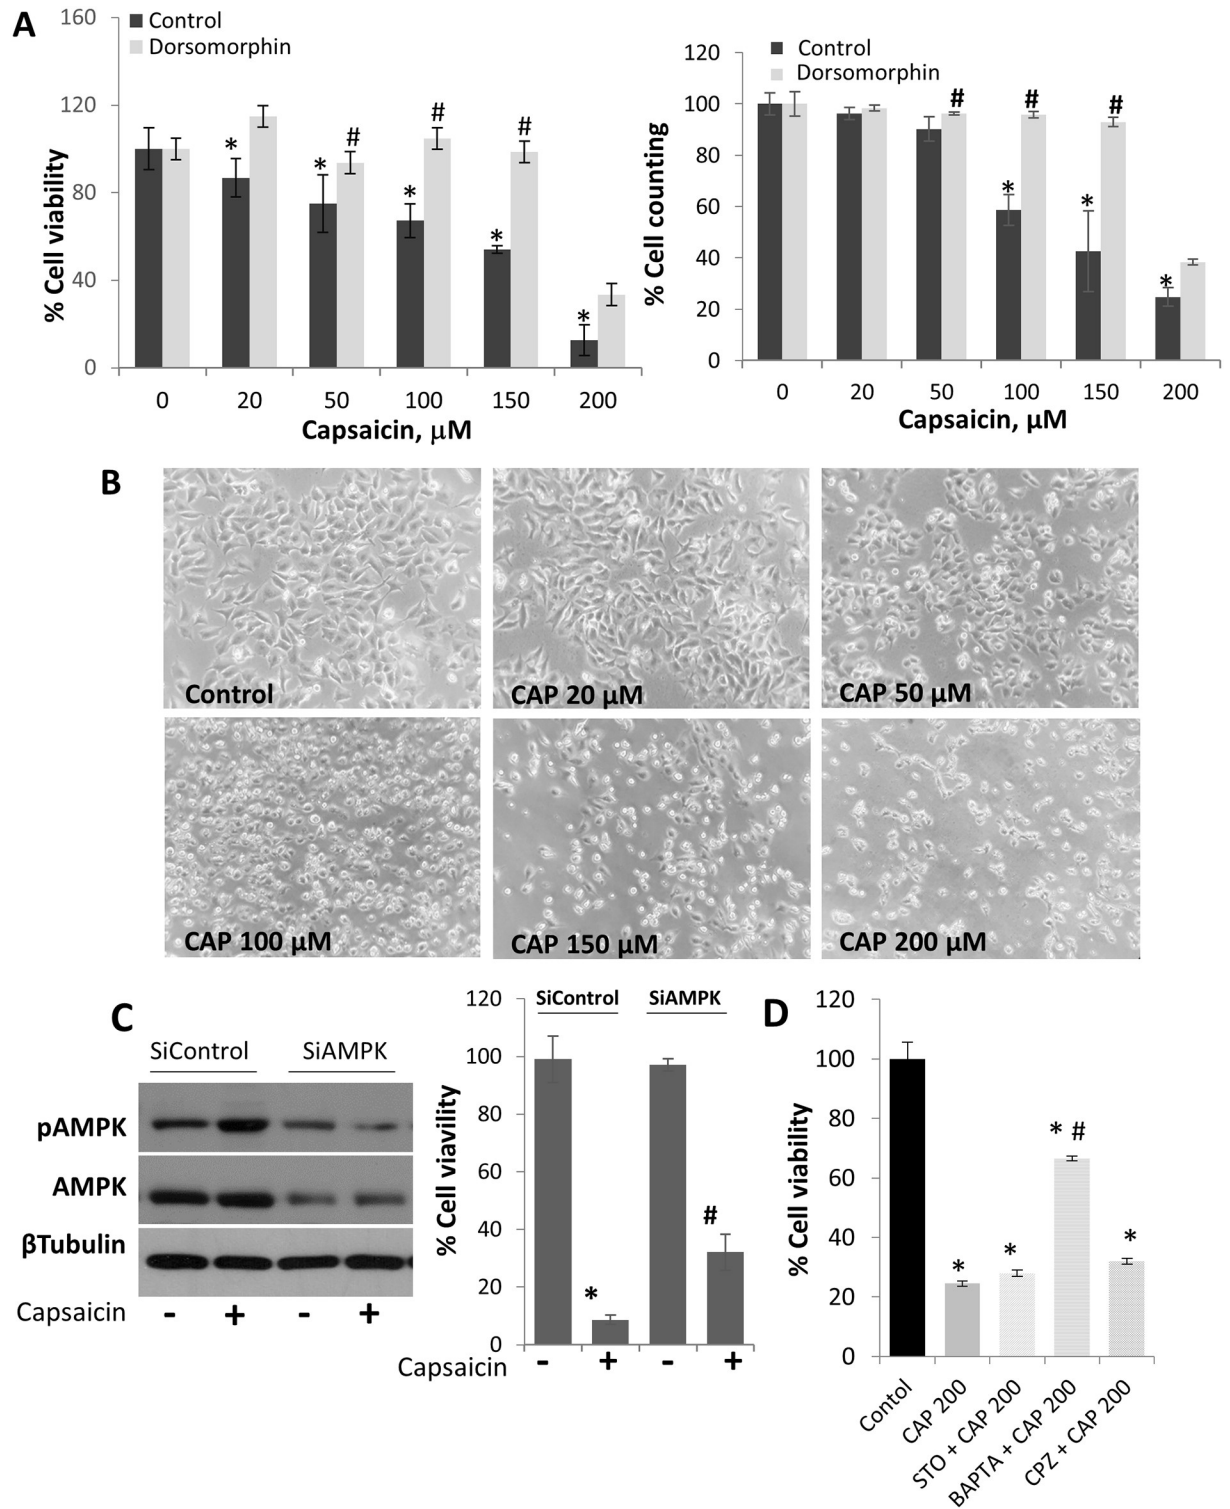 A
160
120
80
40
0
% Cell viability
Control
Dorsomorphin
*
*
#
*
#
*
#
*
0 20 50 100 150 200
Capsaicin, μM
120
100
80
60
40
20
0
% Cell counting
Control
Dorsomorphin
#
*
#
*
#
*
0 20 50 100 150 200
Capsaicin, μM
B
Control
CAP 20 μM
CAP 50 μM
CAP 100 μM
CAP 150 μM
CAP 200 μM
C
SiControl SiAMPK
pAMPK
AMPK
βTubulin
Capsaicin - + - +
120
100
80
60
40
20
0
% Cell viavility
SiControl SiAMPK
*
#
Capsaicin - + - +
D
120
100
80
60
40
20
0
% Cell viability
*
*
* #
*
Contol
CAP 200
STO + CAP 200
BAPTA + CAP 200
CPZ + CAP 200